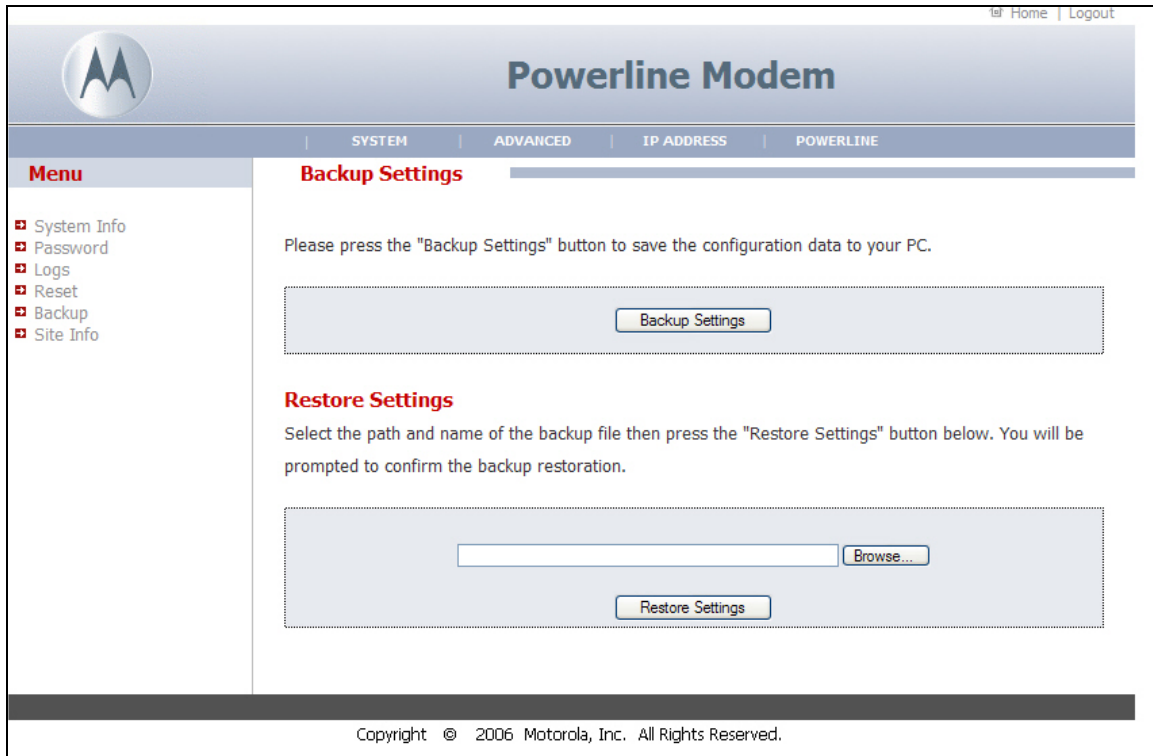 Home | Logout
Powerline Modem
| SYSTEM | ADVANCED | IP ADDRESS | POWERLINE
Menu
System Info
Password
Logs
Reset
Backup
Site Info
Backup Settings
Please press the "Backup Settings" button to save the configuration data to your PC.
Backup Settings
Restore Settings
Select the path and name of the backup file then press the "Restore Settings" button below. You will be
prompted to confirm the backup restoration.
Browse...
Restore Settings
Copyright © 2006 Motorola, Inc. All Rights Reserved.